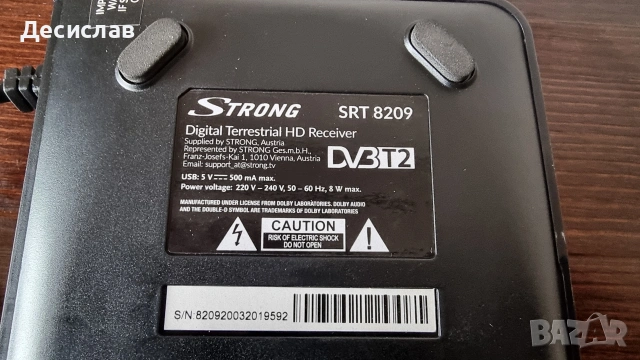 Десислав
STRONG
SRT 8209
Digital Terrestrial HD Receiver
Supplied by STRONG, Austria
Represented by STRONG Ges.m.b.H.,
Franz-Josefs-Kai 1, 1010 Vienna, Austria
Email: support_at@strong.tv
DVB T2
USB: 5 V 500 mA max.
Power voltage: 220 V – 240 V, 50 – 60 Hz, 8 W max.
MANUFACTURED UNDER LICENSE FROM DOLBY LABORATORIES. DOLBY AUDIO
AND THE DOUBLE-D SYMBOL ARE TRADEMARKS OF DOLBY LABORATORIES
CAUTION
RISK OF ELECTRIC SHOCK
DO NOT OPEN
S/N: 820920032019592
BAZAR
bg